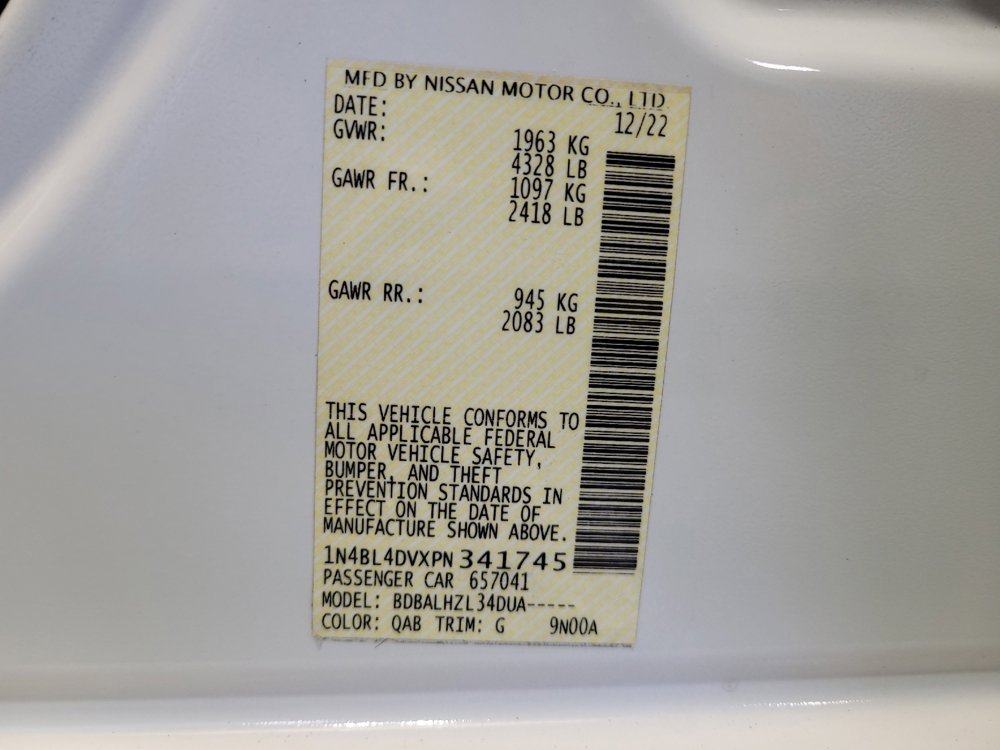 MFD BY NISSAN MOTOR CO., LTD.
DATE: 12/22
GVWR: 1963 KG
4328 LB
GAWR FR.: 1097 KG
2418 LB
GAWR RR.: 945 KG
2083 LB
THIS VEHICLE CONFORMS TO
ALL APPLICABLE FEDERAL
MOTOR VEHICLE SAFETY,
BUMPER, AND THEFT
PREVENTION STANDARDS IN
EFFECT ON THE DATE OF
MANUFACTURE SHOWN ABOVE.
1N4BL4DVXPN 341745
PASSENGER CAR 657041
MODEL: BDBALHZL34DUA-----
COLOR: QAB TRIM: G 9N00A